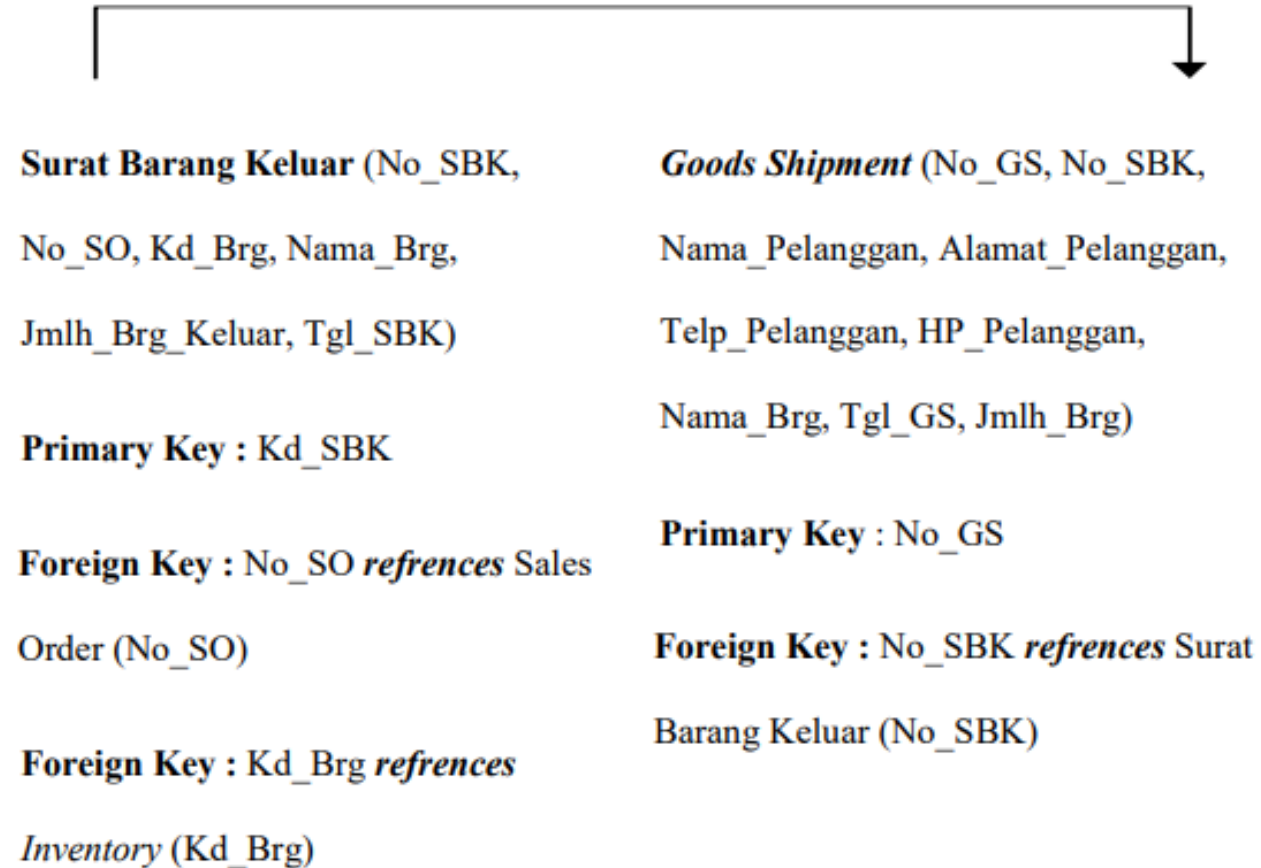 Surat Barang Keluar (No_SBK,
No_SO, Kd_Brg, Nama_Brg,
Jmlh_Brg_Keluar, Tgl_SBK)
Primary Key : Kd_SBK
Foreign Key : No_SO refrences Sales
Order (No_SO)
Foreign Key : Kd_Brg refrences
Inventory (Kd_Brg)
Goods Shipment (No_GS, No_SBK,
Nama_Pelanggan, Alamat_Pelanggan,
Telp_Pelanggan, HP_Pelanggan,
Nama_Brg, Tgl_GS, Jmlh_Brg)
Primary Key : No_GS
Foreign Key : No_SBK refrences Surat
Barang Keluar (No_SBK)